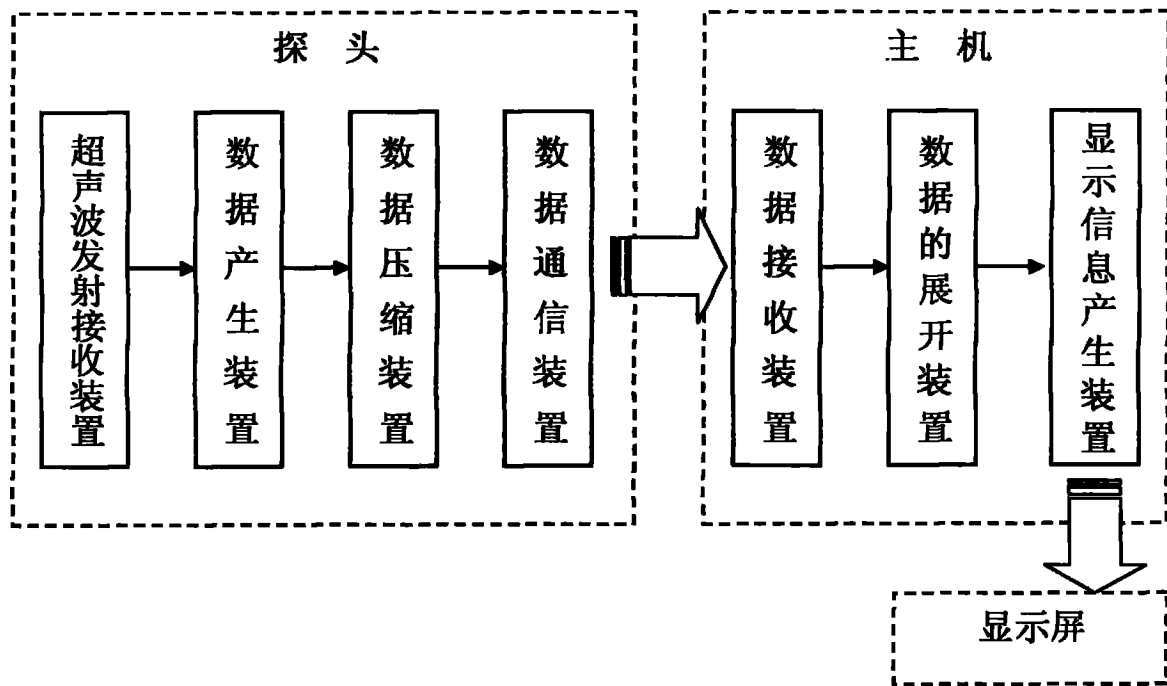 探 头
超声波发射接收装置
数据产生装置
数据压缩装置
数据通信装置
主 机
数据接收装置
数据的展开装置
显示信息产生装置
显示屏